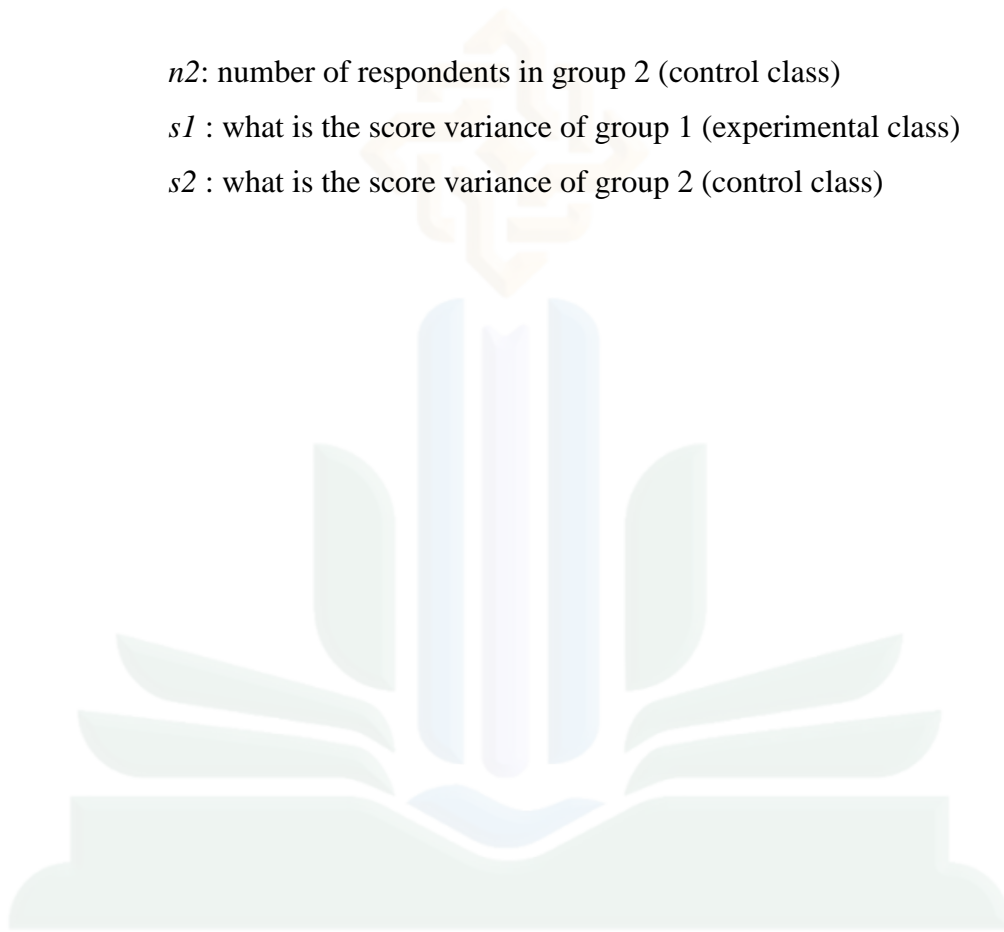 n2: number of respondents in group 2 (control class)
s1 : what is the score variance of group 1 (experimental class)
s2 : what is the score variance of group 2 (control class)